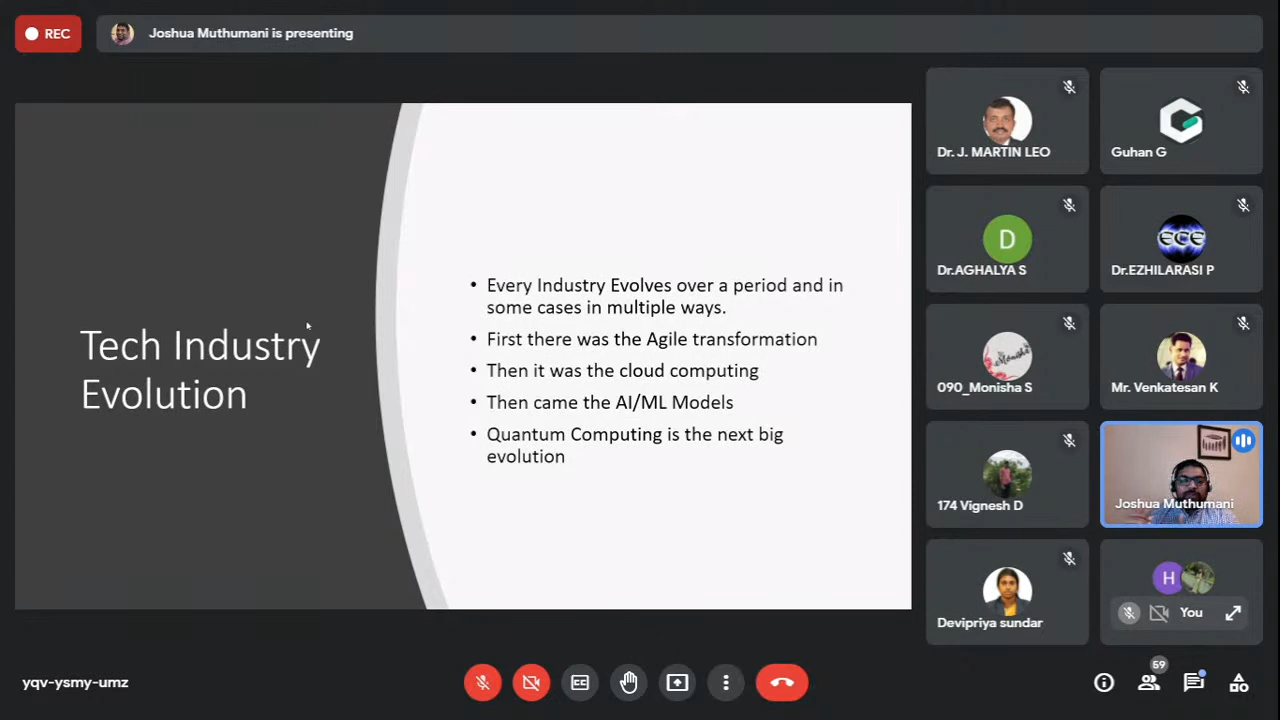 REC
Joshua Muthumani is presenting
Tech Industry
Evolution
• Every Industry Evolves over a period and in
some cases in multiple ways.
• First there was the Agile transformation
• Then it was the cloud computing
• Then came the AI/ML Models
• Quantum Computing is the next big
evolution
Dr. J. MARTIN LEO
Guhan G
D
Dr.AGHALYA S
ECE
Dr.EZHILARASI P
Monisha
090_Monisha S
Mr. Venkatesan K
174 Vignesh D
Joshua Muthumani
Devipriya sundar
H
You
yqv-ysmy-umz
CC
59